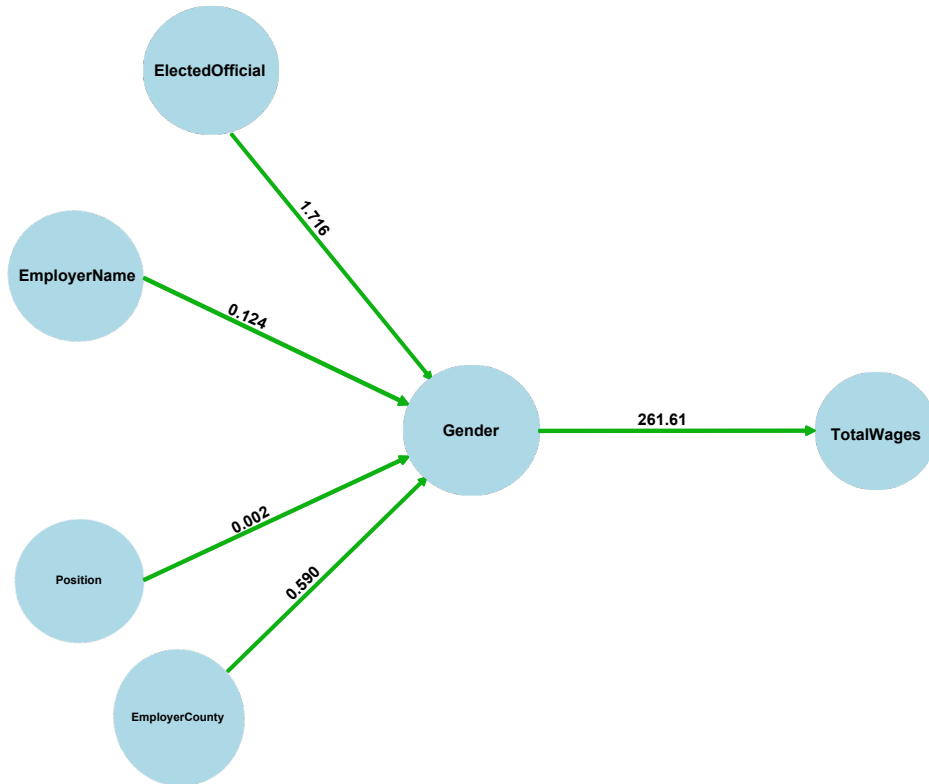 ElectedOfficial
1.716
EmployerName
0.124
Gender
261.61
TotalWages
0.002
Position
0.590
EmployerCounty